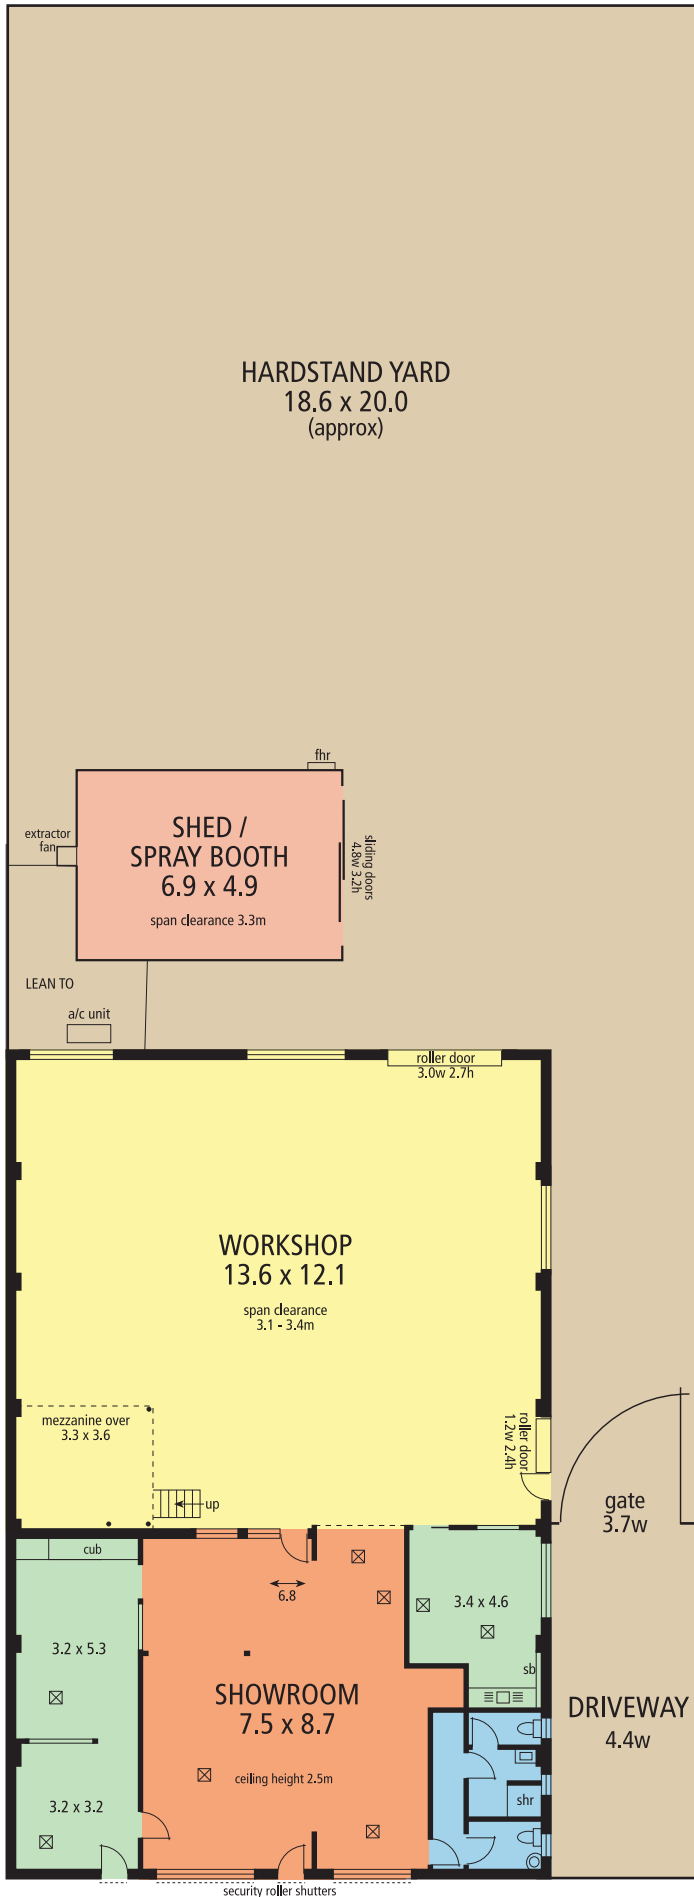 HARDSTAND YARD
18.6 x 20.0
(approx)
fhr
extractor
fan
SHED /
SPRAY BOOTH
6.9 x 4.9
span clearance 3.3m
sliding doors
4.8w 3.2h
LEAN TO
a/c unit
roller door
3.0w 2.7h
WORKSHOP
13.6 x 12.1
span clearance
3.1 - 3.4m
mezzanine over
3.3 x 3.6
up
roller door
1.2w 2.4h
gate
3.7w
cub
6.8
3.2 x 5.3
3.4 x 4.6
sb
SHOWROOM
7.5 x 8.7
ceiling height 2.5m
DRIVEWAY
4.4w
3.2 x 3.2
shr
security roller shutters